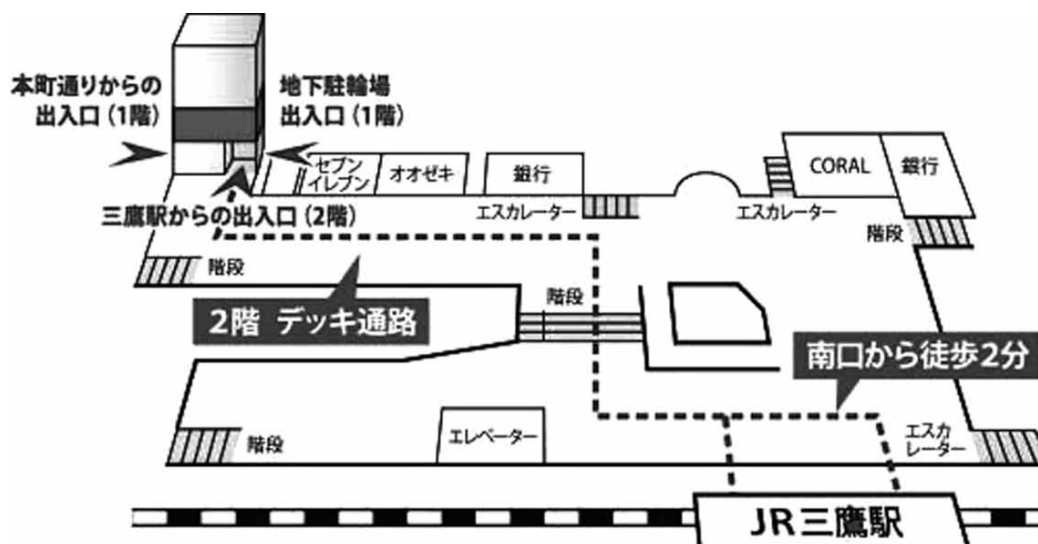 本町通りからの
出入口(1階)
地下駐輪場
出入口(1階)
セブン
イレブン
オオゼキ
銀行
CORAL
銀行
三鷹駅からの出入口(2階)
エスカレーター
エスカレーター
階段
階段
2階 デッキ通路
階段
南口から徒歩2分
階段
エレベーター
エスカ
レーター
JR三鷹駅